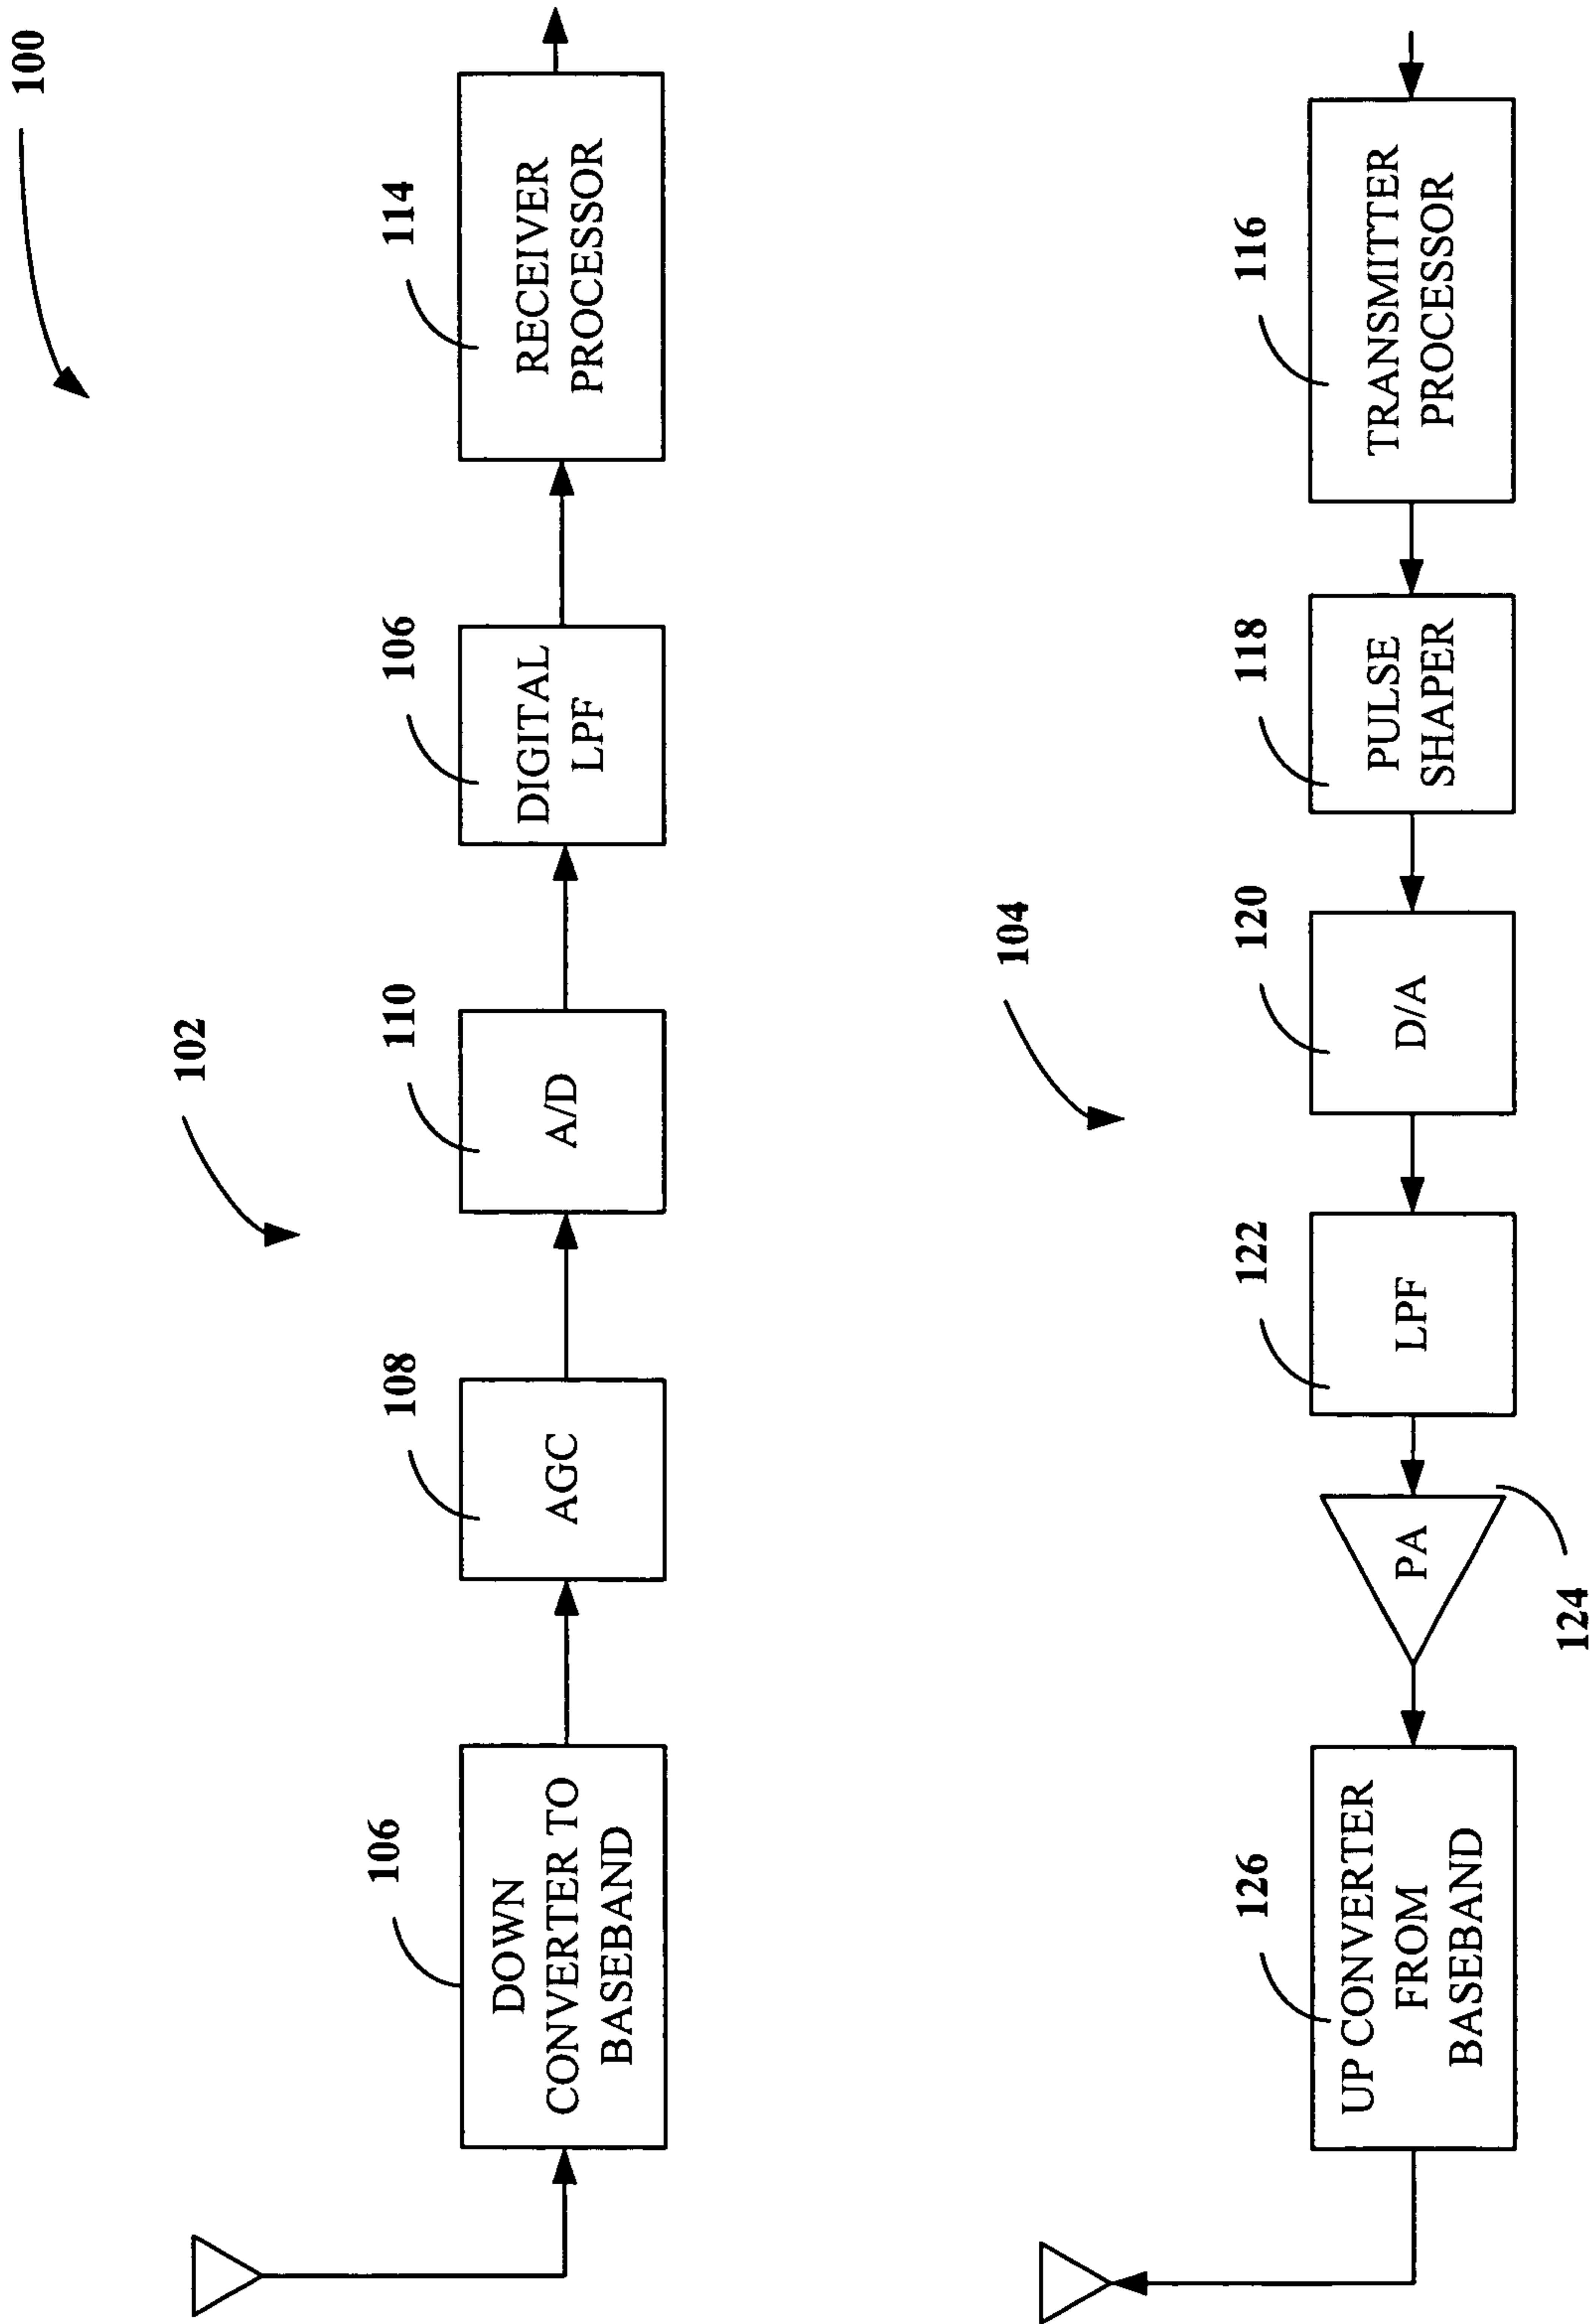 100
102
106
DOWN
CONVERTER TO
BASEBAND
108
AGC
110
A/D
106
DIGITAL
LPF
114
RECEIVER
PROCESSOR
104
126
UP CONVERTER
FROM
BASEBAND
PA
124
122
LPF
120
D/A
118
PULSE
SHAPER
116
TRANSMITTER
PROCESSOR